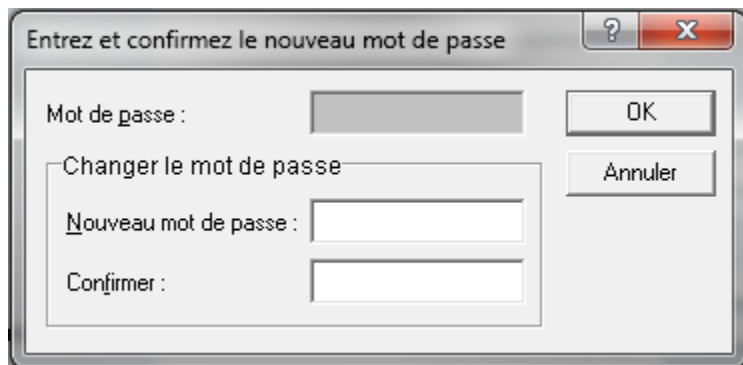 Entrez et confirmez le nouveau mot de passe
Mot de passe :
OK
Changer le mot de passe
Annuler
Nouveau mot de passe :
Confirmer :